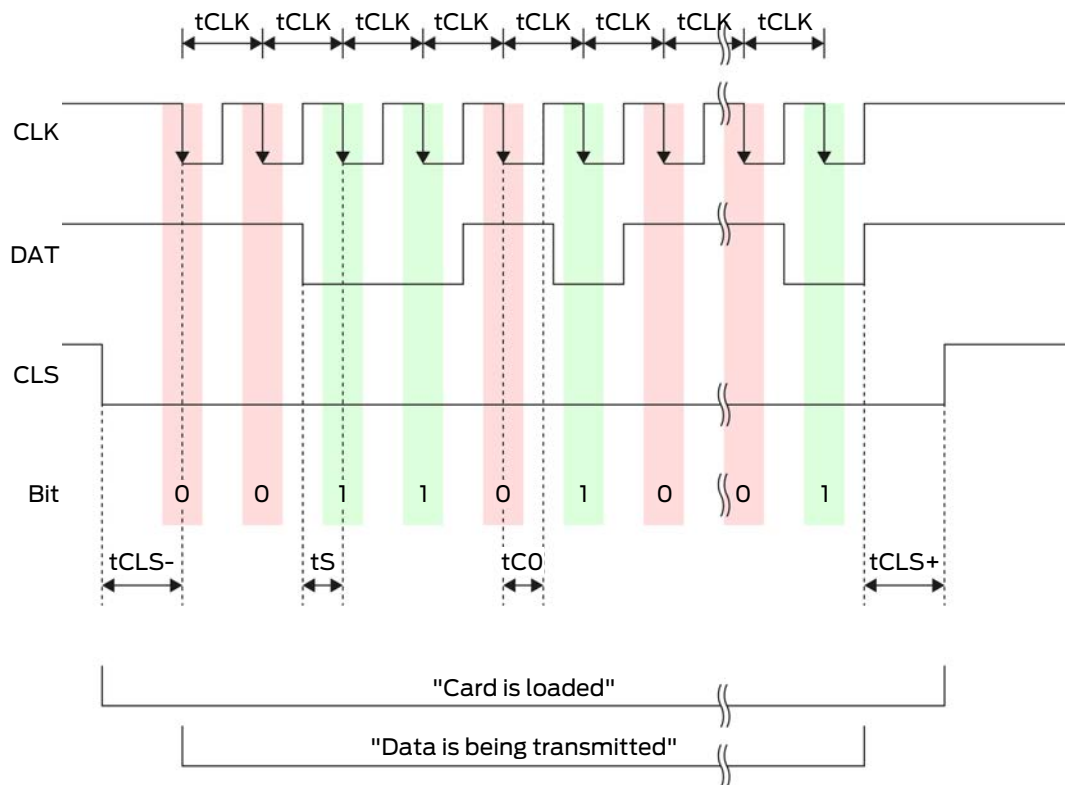 tCLK tCLK tCLK tCLK tCLK tCLK tCLK tCLK
CLK
DAT
CLS
Bit 0 0 1 1 0 1 0 0 1
tCLS- tS tC0 tCLS+
"Card is loaded"
"Data is being transmitted"